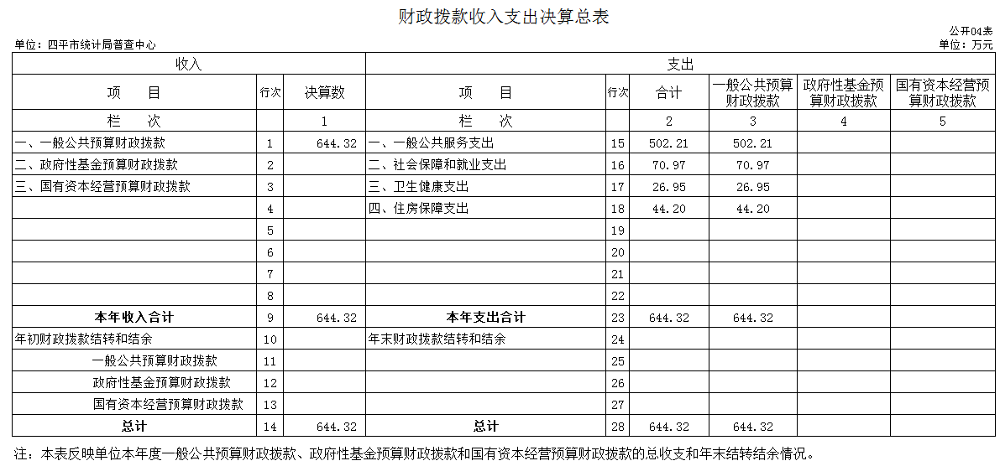 财政拨款收入支出决算总表
公开04表
单位：四平市统计局普查中心 单位：万元
收入 支出
项 目 行次 决算数 项 目 行次 合计 一般公共预算财政拨款 政府性基金预算财政拨款 国有资本经营预算财政拨款
栏 次 1 栏 次 2 3 4 5
一、一般公共预算财政拨款 1 644.32 一、一般公共服务支出 15 502.21 502.21
二、政府性基金预算财政拨款 2 二、社会保障和就业支出 16 70.97 70.97
三、国有资本经营预算财政拨款 3 三、卫生健康支出 17 26.95 26.95
4 四、住房保障支出 18 44.20 44.20
5 19
6 20
7 21
8 22
本年收入合计 9 644.32 本年支出合计 23 644.32 644.32
年初财政拨款结转和结余 10 年末财政拨款结转和结余 24
一般公共预算财政拨款 11 25
政府性基金预算财政拨款 12 26
国有资本经营预算财政拨款 13 27
总计 14 644.32 总计 28 644.32 644.32
注：本表反映单位本年度一般公共预算财政拨款、政府性基金预算财政拨款和国有资本经营预算财政拨款的总收支和年末结转结余情况。